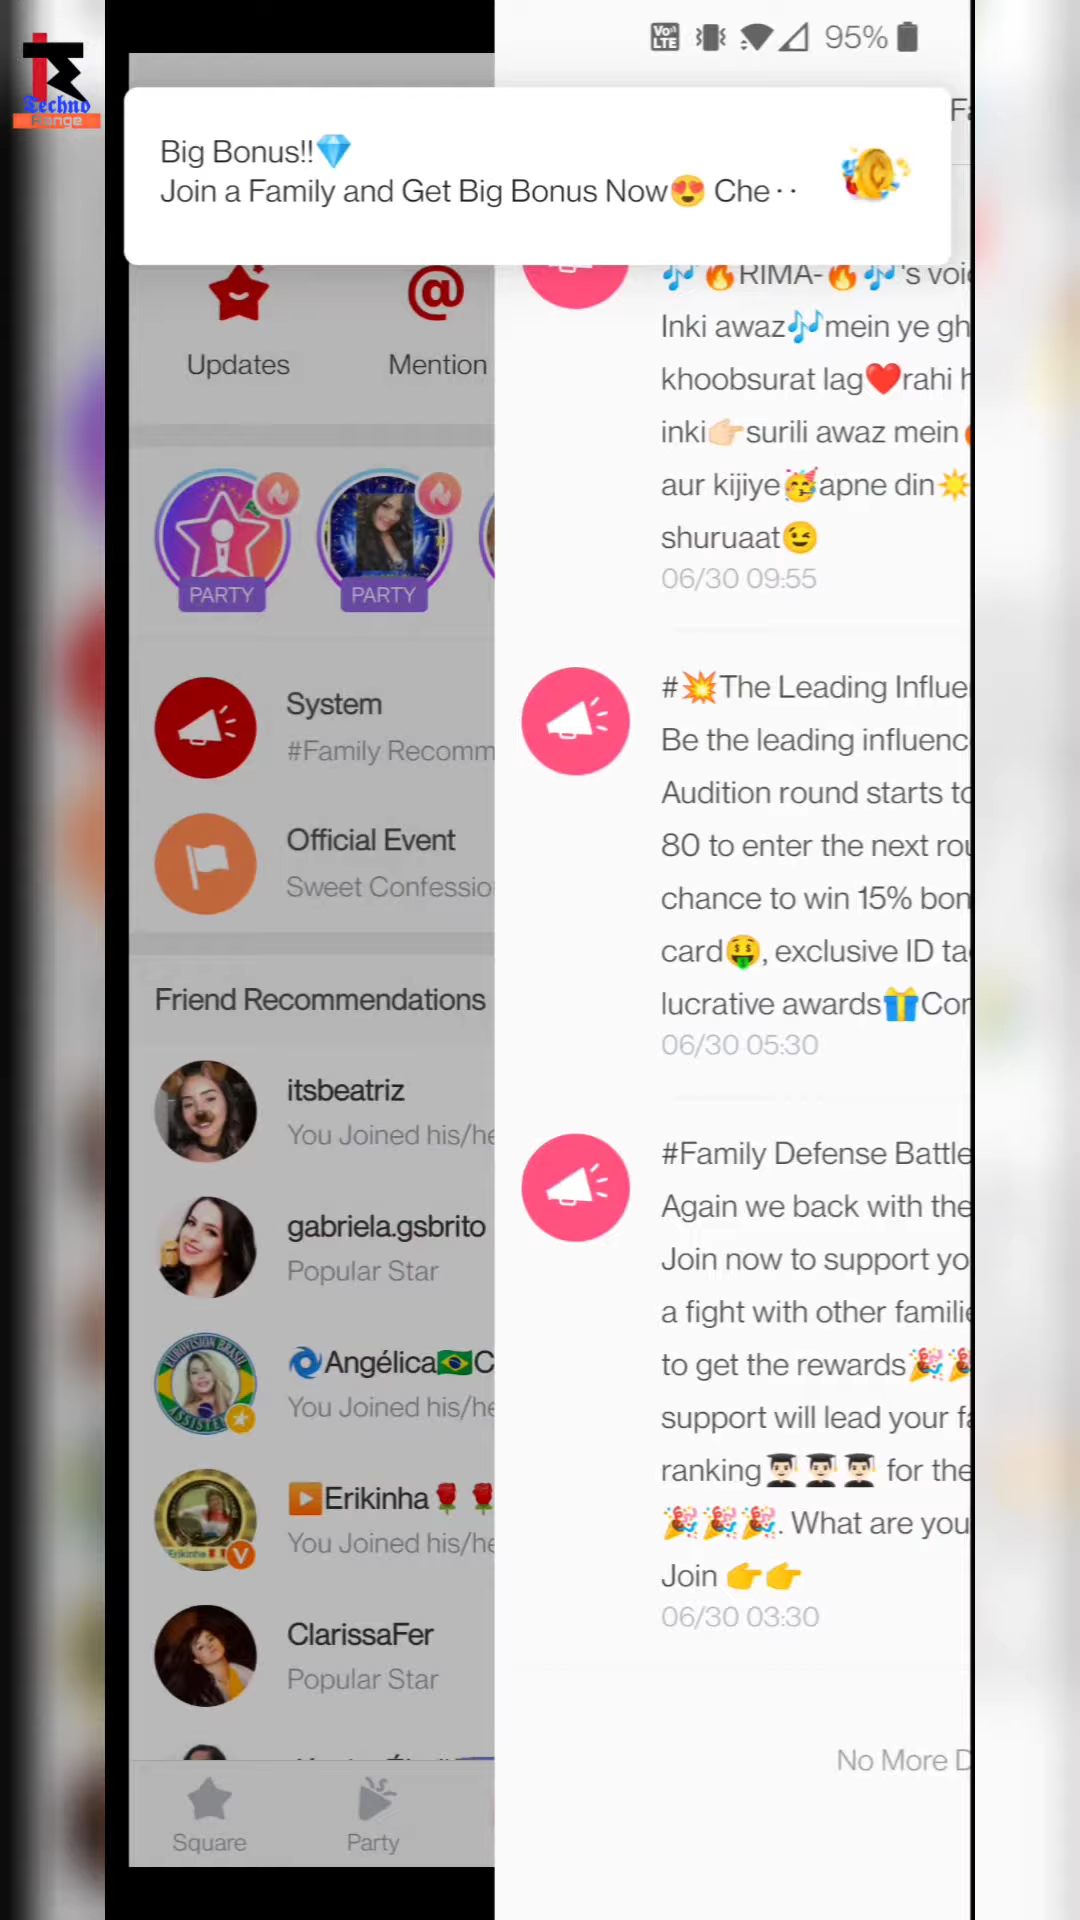 Techno
Range
VoLTE
95%
Big Bonus!!💎
Join a Family and Get Big Bonus Now😍 Che··
Updates
Mention
PARTY
PARTY
System
#Family Recomm
Official Event
Sweet Confessio
Friend Recommendations
itsbeatriz
You Joined his/he
gabriela.gsbrito
Popular Star
🌀Angélica🇧🇷C
You Joined his/he
▶️Erikinha🌹🌹
You Joined his/he
ClarissaFer
Popular Star
Square
Party
🎶🔥RIMA-🔥🎶's voi
Inki awaz🎶mein ye gh
khoobsurat lag❤️rahi h
inki👉🏻surili awaz mein
aur kijiye🥳apne din☀️
shuruaat😉
06/30 09:55
#💥The Leading Influe
Be the leading influenc
Audition round starts to
80 to enter the next rou
chance to win 15% bon
card🤑, exclusive ID ta
lucrative awards🎁Con
06/30 05:30
#Family Defense Battle
Again we back with the
Join now to support yo
a fight with other familie
to get the rewards🎉🎉
support will lead your fa
ranking👨🏻‍🎓👨🏻‍🎓👨🏻‍🎓 for the
🎉🎉🎉. What are you
Join 👉👉
06/30 03:30
No More D